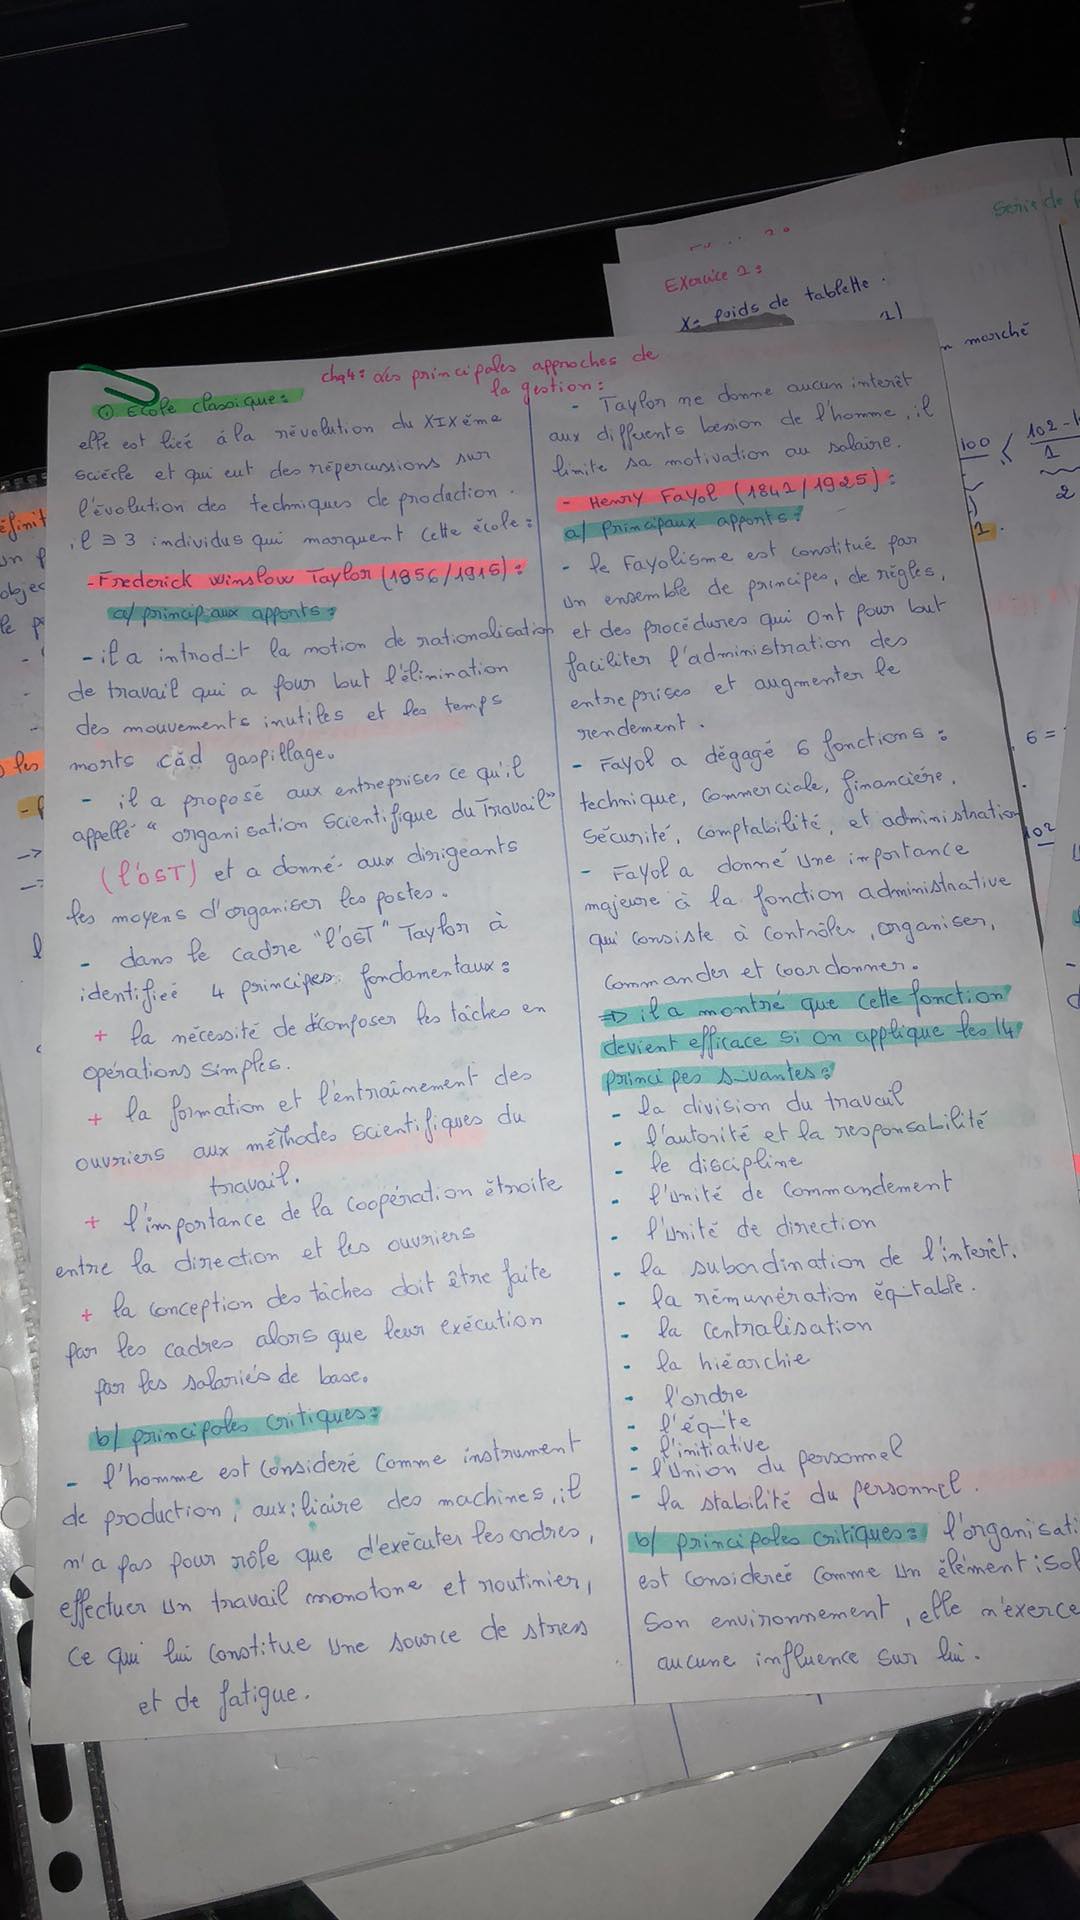 Série de
Exercice 1:
X= poids de tablette.
marché
chq4: Les principales approches de
la gestion:
① Ecole classique:
elle est liée à la révolution du XIXéme
sciécle et qui eut des répercussions sur
l'évolution des techniques de production.
il ∃ 3 individus qui marquent cette école:
- Frederick Winslow Taylor (1856/1915):
a/ principaux apports:
- il a introduit la motion de rationalisation
de travail qui a pour but l'élimination
des mouvements inutiles et les temps
morts càd gaspillage.
- il a proposé aux entreprises ce qu'il
appellé " organisation Scientifique du Travail"
(l'OST) et a donné aux dirigeants
les moyens d'organiser les postes.
- dans le cadre "l'OST" Taylor à
identifieé 4 principes fondamentaux:
+ la nécessité de décomposer les tâches en
opérations simples.
+ la formation et l'entraînement des
ouvriers aux méthodes scientifiques du
travail.
+ l'importance de la coopération étroite
entre la direction et les ouvriers
+ la conception des tâches doit être faite
par les cadres alors que leur exécution
par les salariés de base.
b/ principales critiques:
- l'homme est consideré comme instrument
de production; auxiliaire des machines, il
n'a pas pour rôle que d'exécuter les ordres,
effectuer un travail monotone et routinier,
ce qui lui constitue une source de stress
et de fatigue.
- Taylor ne donne aucun interêt
aux differents besion de l'homme, il
limite sa motivation au salaire.
- Henry Fayol (1841/1925):
a/ principaux apports:
- le Fayolisme est constitué par
un ensemble de principes, de règles,
et des procédures qui ont pour but
faciliter l'administration des
entreprises et augmenter le
rendement.
- Fayol a dégagé 6 fonctions:
technique, commerciale, financiére,
sécurité, comptabilité, et administration
- Fayol a donné une importance
majeure à la fonction administrative
qui consiste à contrôler, organiser,
commander et coordonner.
⇒ il a montré que cette fonction
devient efficace si on applique les 14
principes suivantes:
- la division du travail
- l'autorité et la responsabilité
- le discipline
- l'unité de commandement
- l'unité de direction
- la subordination de l'interêt.
- la rémunération équitable.
- la centralisation
- la hiéarchie
- l'ordre
- l'équite
- l'initiative
- l'union du personnel
- la stabilité du personnel.
b/ principales critiques: l'organisati
est considereé comme un élément isol
son environnement, elle n'exerce
aucune influence sur lui.